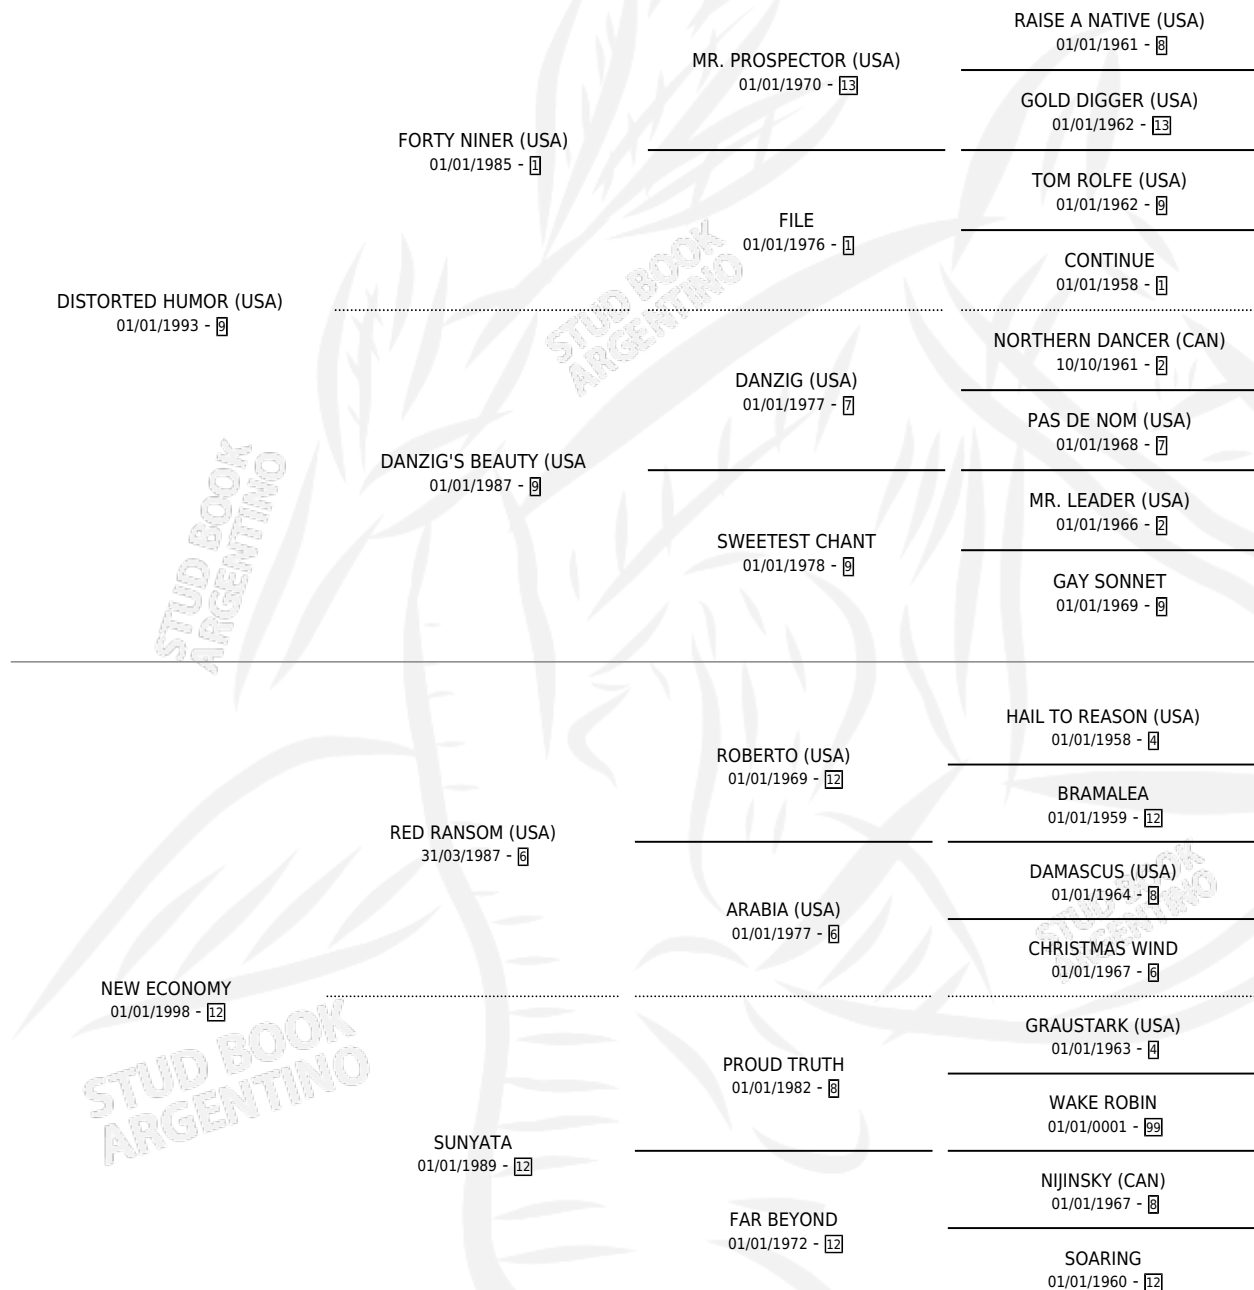 RAISE A NATIVE (USA)
01/01/1961 - 8
MR. PROSPECTOR (USA)
01/01/1970 - 13
GOLD DIGGER (USA)
01/01/1962 - 13
FORTY NINER (USA)
01/01/1985 - 1
TOM ROLFE (USA)
01/01/1962 - 9
FILE
01/01/1976 - 1
CONTINUE
01/01/1958 - 1
DISTORTED HUMOR (USA)
01/01/1993 - 9
NORTHERN DANCER (CAN)
10/10/1961 - 2
DANZIG (USA)
01/01/1977 - 7
PAS DE NOM (USA)
01/01/1968 - 7
DANZIG'S BEAUTY (USA
01/01/1987 - 9
MR. LEADER (USA)
01/01/1966 - 2
SWEETEST CHANT
01/01/1978 - 9
GAY SONNET
01/01/1969 - 9
HAIL TO REASON (USA)
01/01/1958 - 4
ROBERTO (USA)
01/01/1969 - 12
BRAMALEA
01/01/1959 - 12
RED RANSOM (USA)
31/03/1987 - 6
DAMASCUS (USA)
01/01/1964 - 8
ARABIA (USA)
01/01/1977 - 6
CHRISTMAS WIND
01/01/1967 - 6
NEW ECONOMY
01/01/1998 - 12
GRAUSTARK (USA)
01/01/1963 - 4
PROUD TRUTH
01/01/1982 - 8
WAKE ROBIN
01/01/0001 - 99
SUNYATA
01/01/1989 - 12
NIJINSKY (CAN)
01/01/1967 - 8
FAR BEYOND
01/01/1972 - 12
SOARING
01/01/1960 - 12
STUD BOOK
ARGENTINO
STUD BOOK
ARGENTINO
STUD BOOK
ARGENTINO
STUD BOOK
ARGENTINO